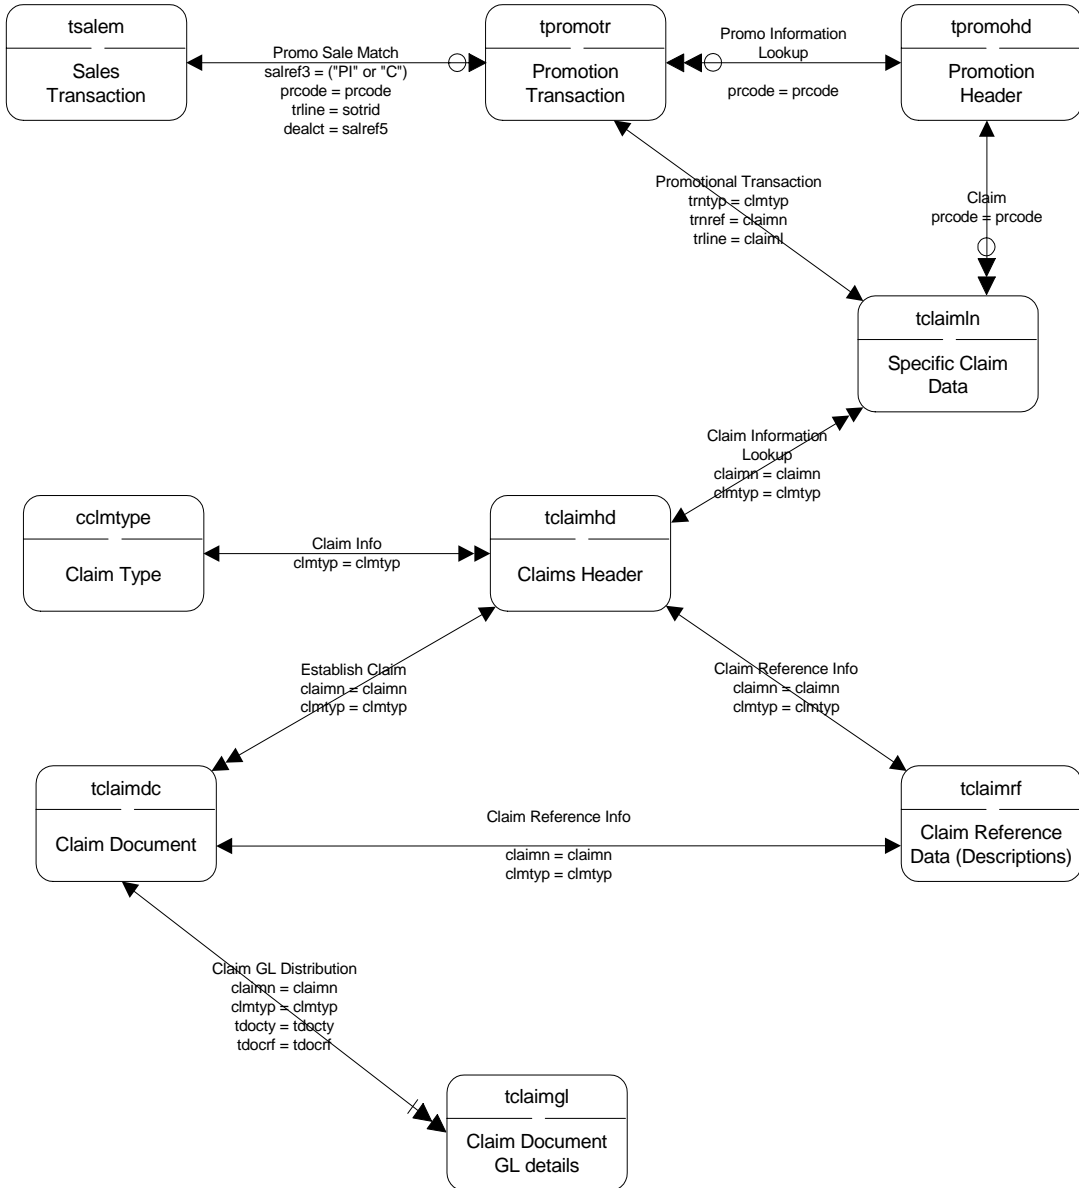 tsalem
Sales
Transaction
Promo Sale Match
salref3 = ("PI" or "C")
prcode = prcode
trline = sotrid
dealct = salref5
tpromotr
Promotion
Transaction
Promo Information
Lookup
prcode = prcode
tpromohd
Promotion
Header
Promotional Transaction
trntyp = clmtyp
trnref = claimn
trline = claiml
Claim
prcode = prcode
tclaimln
Specific Claim
Data
Claim Information
Lookup
claimn = claimn
clmtyp = clmtyp
cclmtype
Claim Type
Claim Info
clmtyp = clmtyp
tclaimhd
Claims Header
Establish Claim
claimn = claimn
clmtyp = clmtyp
Claim Reference Info
claimn = claimn
clmtyp = clmtyp
tclaimdc
Claim Document
Claim Reference Info
claimn = claimn
clmtyp = clmtyp
tclaimrf
Claim Reference
Data (Descriptions)
Claim GL Distribution
claimn = claimn
clmtyp = clmtyp
tdocty = tdocty
tdocrf = tdocrf
tclaimgl
Claim Document
GL details